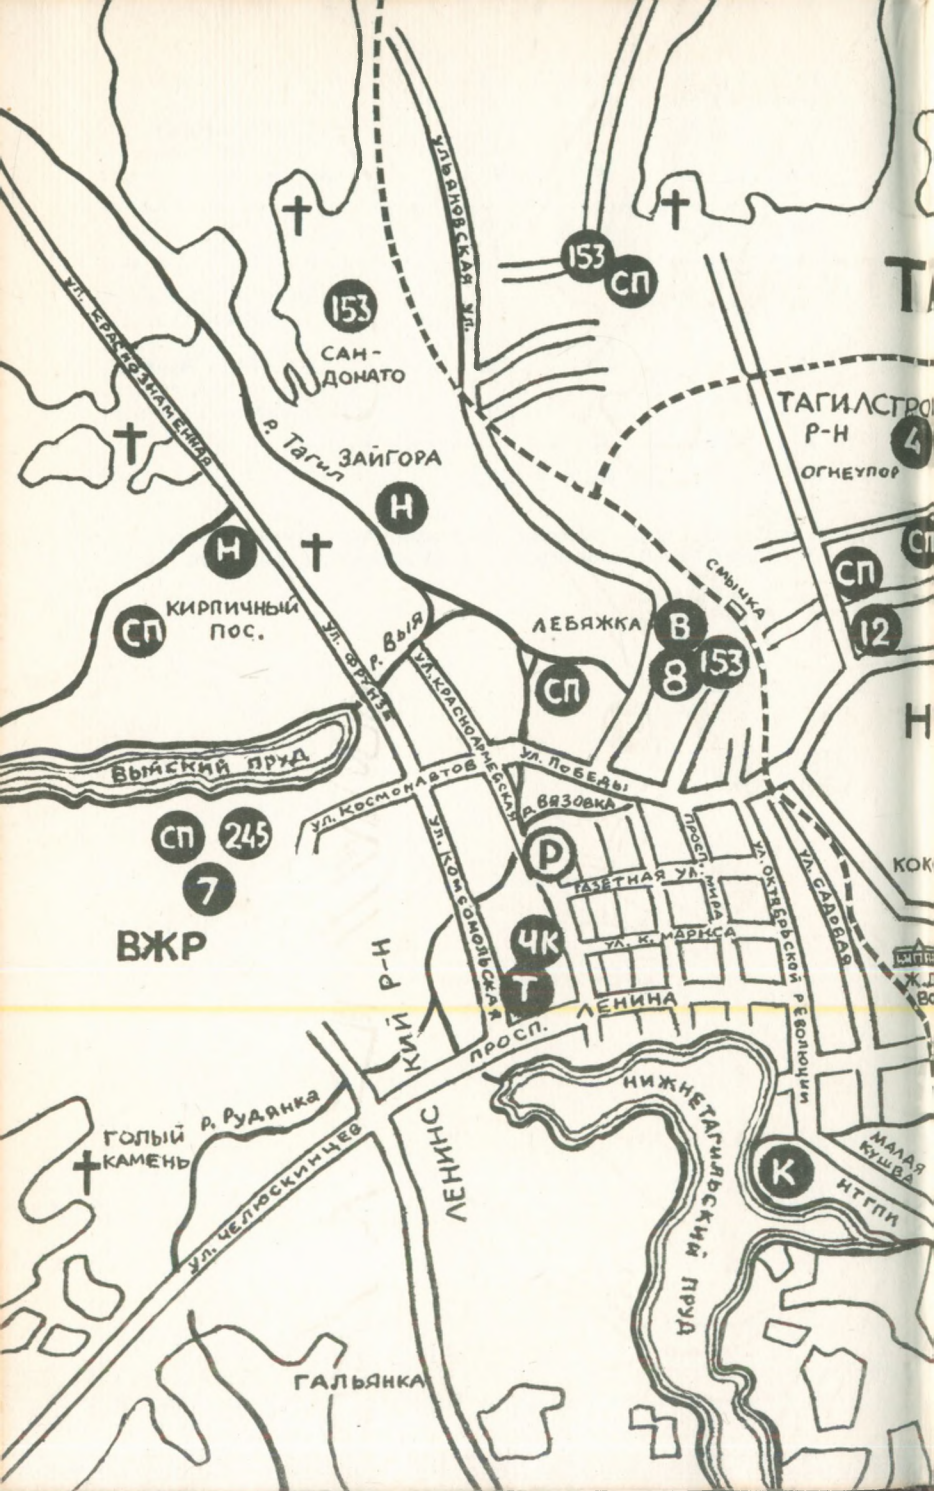 УЛЬЯНОВСКАЯ УЛ.
153
СП
УЛ. КРАСНОЗНАМЕННАЯ
153
САН-
ДОНАТО
ТА
ТАГИЛСТРО
Р-Н
4
ОГНЕУПОР
Р. ТАГИЛ
ЗАЙГОРА
Н
Н
СП
СП
12
СМЫЧКА
КИРПИЧНЫЙ
ПОС.
СП
УЛ. ФРУНЗЕ
Р. ВЫЯ
ЛЕБЯЖКА
В
8
153
СП
Н
УЛ. КРАСНОАРМЕЙСКАЯ
ВЫЙСКИЙ ПРУД
УЛ. КОСМОНАВТОВ
УЛ. ПОБЕДЫ
Д. ВЯЗОВКА
СП
245
7
ВЖР
УЛ. КОМСОМОЛЬСКАЯ
Р
ГАЗЕТНАЯ УЛ.
ПРОСП. МИРА
УЛ. К. МАРКСА
УЛ. ОКТЯБРЬСКОЙ РЕВОЛЮЦИИ
УЛ. САДОВАЯ
КОК
ЧК
Т
Ж.Д.
ВО
ПРОСП. ЛЕНИНА
ЛЕНИНС
КИЙ Р-Н
НИЖНЕТАГИЛЬСКИЙ ПРУД
ГОЛЫЙ
КАМЕНЬ
Р. РУДЯНКА
УЛ. ЧЕЛЮСКИНЦЕВ
К
МАЛАЯ
КУШВА
НТГПИ
ГАЛЬЯНКА